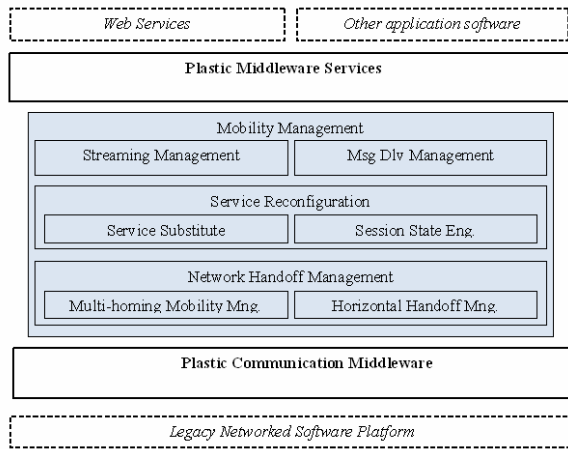 Web Services
Other application software
Plastic Middleware Services
Mobility Management
Streaming Management
Msg Dlv Management
Service Reconfiguration
Service Substitute
Session State Eng.
Network Handoff Management
Multi-homing Mobility Mng.
Horizontal Handoff Mng.
Plastic Communication Middleware
Legacy Networked Software Platform